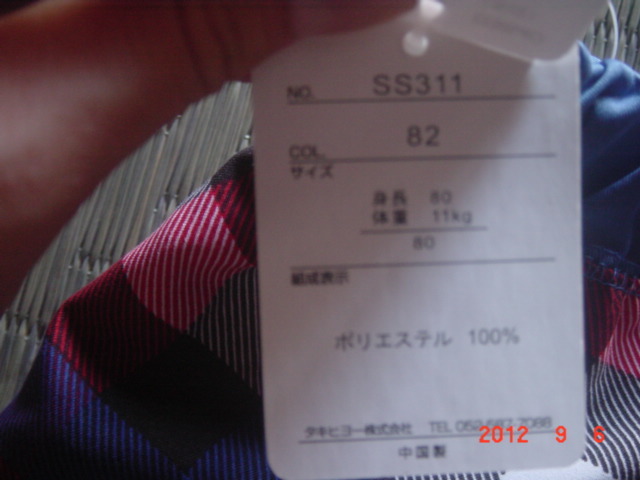 NO. SS311
COL. 82
サイズ
身長 80
体重 11kg
80
組成表示
ポリエステル 100%
タキヒヨー株式会社 TEL
中国製
2012 9 6